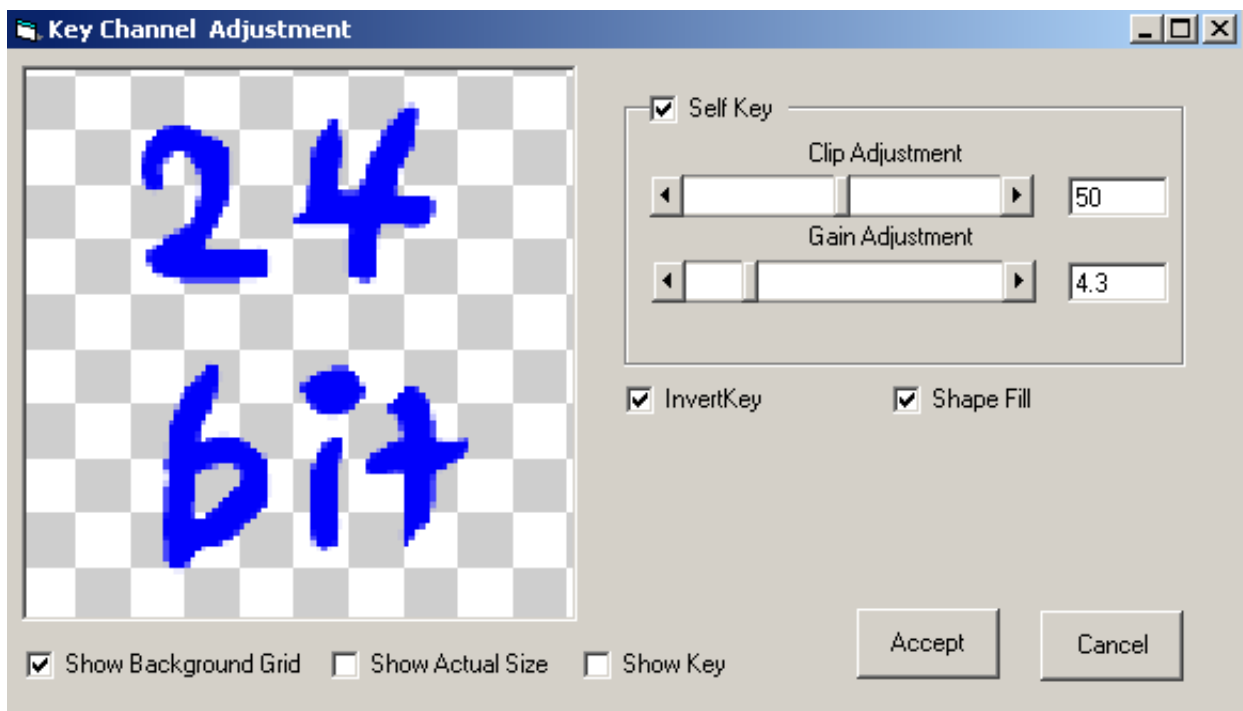 Key Channel  Adjustment
24
bit
Self Key
Clip Adjustment
50
Gain Adjustment
4.3
InvertKey
Shape Fill
Show Background Grid
Show Actual Size
Show Key
Accept
Cancel